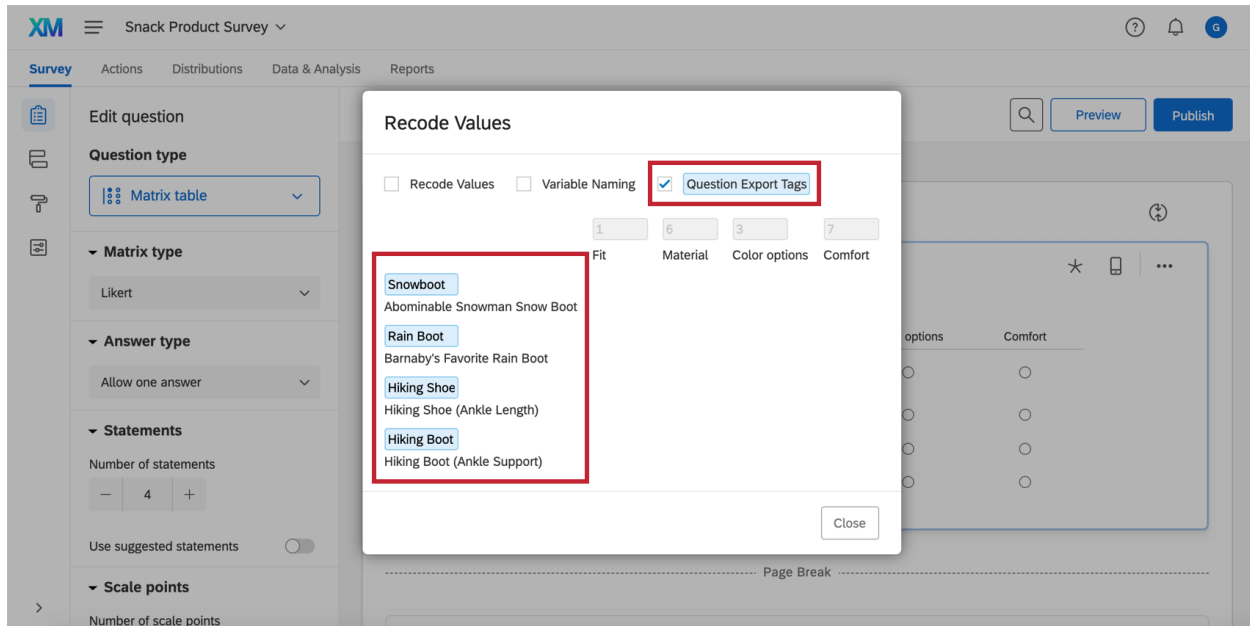 XM Snack Product Survey G
Survey Actions Distributions Data & Analysis Reports
Edit question
Preview Publish
Question type
Matrix table
Matrix type
Likert
Answer type
Allow one answer
Statements
Number of statements
4
Use suggested statements
Scale points
Number of scale points
Recode Values
Recode Values Variable Naming Question Export Tags
1 6 3 7
Fit Material Color options Comfort
Snowboot
Abominable Snowman Snow Boot
Rain Boot
Barnaby's Favorite Rain Boot
Hiking Shoe
Hiking Shoe (Ankle Length)
Hiking Boot
Hiking Boot (Ankle Support)
Close
options Comfort
Page Break